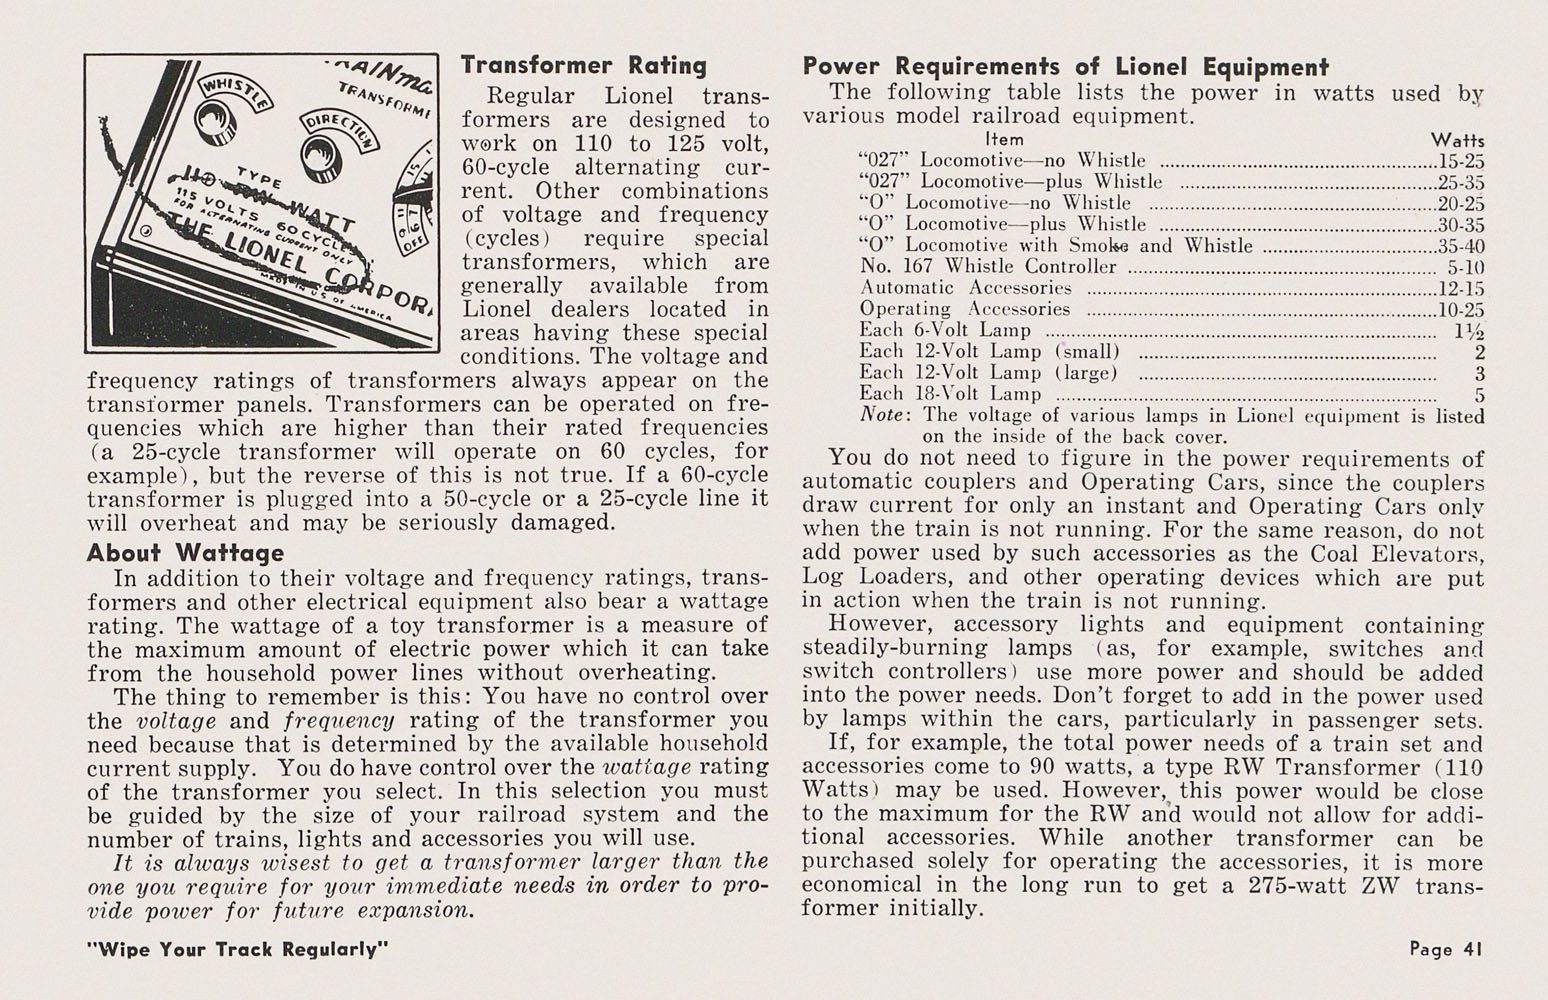 WHISTLE
TRANSFORME
DIRECTION
TYPE
WATT
115 VOLTS 60 CYCLE
FOR ALTERNATING CURRENT ONLY
THE LIONEL CORPOR
MADE IN U S OF AMERICA
OFF
Transformer Rating
Regular Lionel trans-
formers are designed to
work on 110 to 125 volt,
60-cycle alternating cur-
rent. Other combinations
of voltage and frequency
(cycles) require special
transformers, which are
generally available from
Lionel dealers located in
areas having these special
conditions. The voltage and
frequency ratings of transformers always appear on the
transformer panels. Transformers can be operated on fre-
quencies which are higher than their rated frequencies
(a 25-cycle transformer will operate on 60 cycles, for
example), but the reverse of this is not true. If a 60-cycle
transformer is plugged into a 50-cycle or a 25-cycle line it
will overheat and may be seriously damaged.
About Wattage
In addition to their voltage and frequency ratings, trans-
formers and other electrical equipment also bear a wattage
rating. The wattage of a toy transformer is a measure of
the maximum amount of electric power which it can take
from the household power lines without overheating.
The thing to remember is this: You have no control over
the voltage and frequency rating of the transformer you
need because that is determined by the available household
current supply. You do have control over the wattage rating
of the transformer you select. In this selection you must
be guided by the size of your railroad system and the
number of trains, lights and accessories you will use.
It is always wisest to get a transformer larger than the
one you require for your immediate needs in order to pro-
vide power for future expansion.
"Wipe Your Track Regularly"
Power Requirements of Lionel Equipment
The following table lists the power in watts used by
various model railroad equipment.
Item Watts
“027” Locomotive—no Whistle ........ 15-25
“027” Locomotive—plus Whistle ........ 25-35
“O” Locomotive—no Whistle ........ 20-25
“O” Locomotive—plus Whistle ........ 30-35
“O” Locomotive with Smoke and Whistle ........ 35-40
No. 167 Whistle Controller ........ 5-10
Automatic Accessories ........ 12-15
Operating Accessories ........ 10-25
Each 6-Volt Lamp ........ 1½
Each 12-Volt Lamp (small) ........ 2
Each 12-Volt Lamp (large) ........ 3
Each 18-Volt Lamp ........ 5
Note: The voltage of various lamps in Lionel equipment is listed
on the inside of the back cover.
You do not need to figure in the power requirements of
automatic couplers and Operating Cars, since the couplers
draw current for only an instant and Operating Cars only
when the train is not running. For the same reason, do not
add power used by such accessories as the Coal Elevators,
Log Loaders, and other operating devices which are put
in action when the train is not running.
However, accessory lights and equipment containing
steadily-burning lamps (as, for example, switches and
switch controllers) use more power and should be added
into the power needs. Don’t forget to add in the power used
by lamps within the cars, particularly in passenger sets.
If, for example, the total power needs of a train set and
accessories come to 90 watts, a type RW Transformer (110
Watts) may be used. However, this power would be close
to the maximum for the RW and would not allow for addi-
tional accessories. While another transformer can be
purchased solely for operating the accessories, it is more
economical in the long run to get a 275-watt ZW trans-
former initially.
Page 41